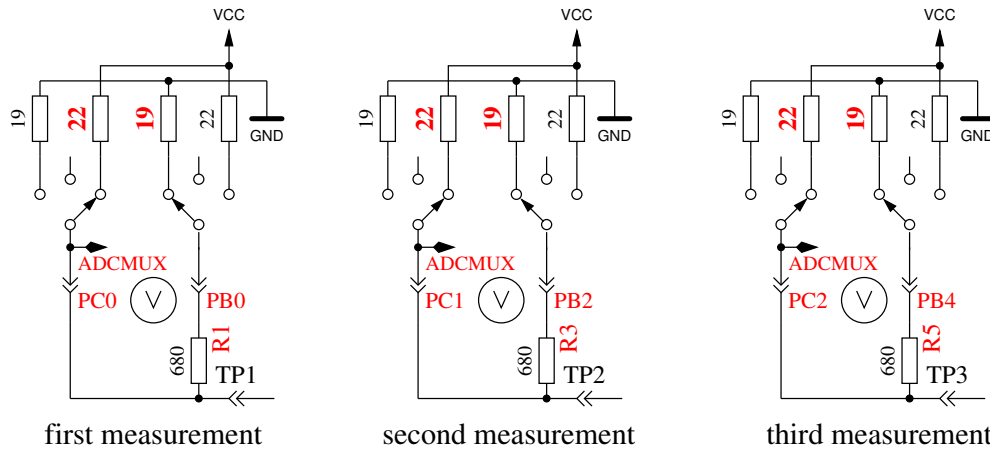 VCC
19
22
19
22
GND
ADCMUX
PC0
V
PB0
680
R1
TP1
first measurement
VCC
19
22
19
22
GND
ADCMUX
PC1
V
PB2
680
R3
TP2
second measurement
VCC
19
22
19
22
GND
ADCMUX
PC2
V
PB4
680
R5
TP3
third measurement